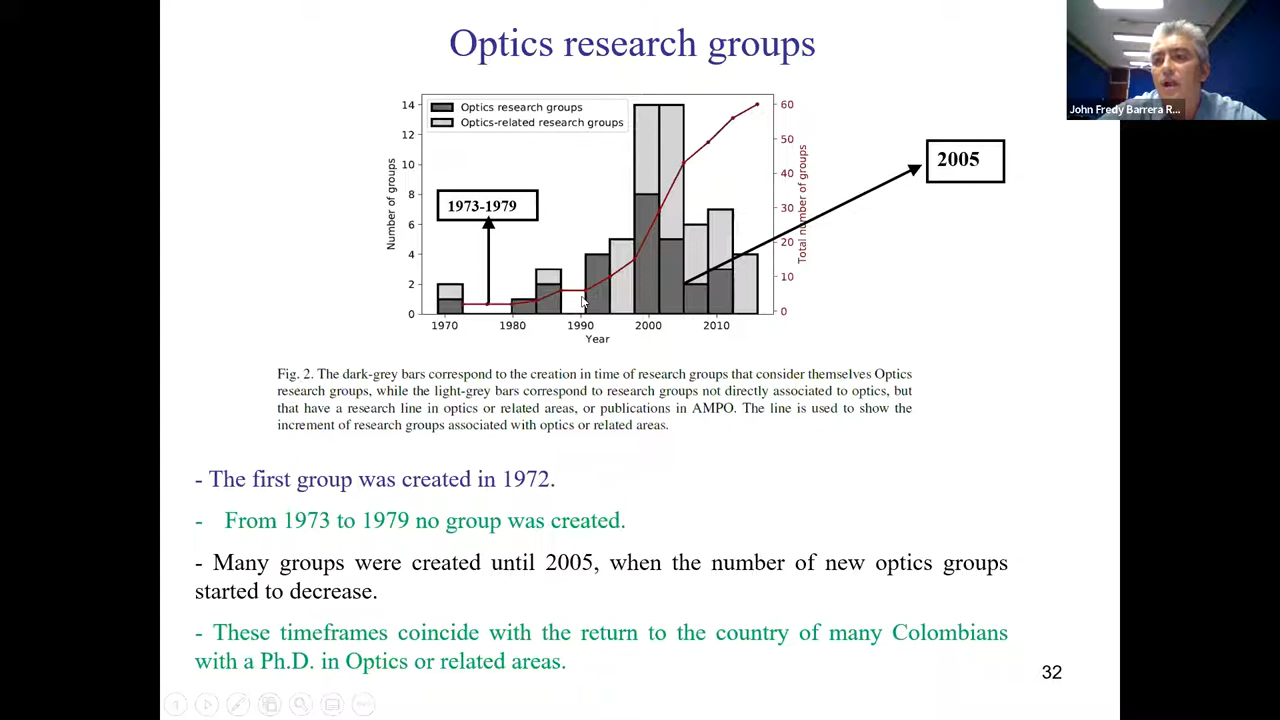 Optics research groups
John Fredy Barrera R...
14
12
10
8
6
4
2
0
Number of groups
Optics research groups
Optics-related research groups
1973-1979
1970
1980
1990
2000
2010
Year
60
50
40
30
20
10
0
Total number of groups
2005
Fig. 2. The dark-grey bars correspond to the creation in time of research groups that consider themselves Optics
research groups, while the light-grey bars correspond to research groups not directly associated to optics, but
that have a research line in optics or related areas, or publications in AMPO. The line is used to show the
increment of research groups associated with optics or related areas.
- The first group was created in 1972.
- From 1973 to 1979 no group was created.
- Many groups were created until 2005, when the number of new optics groups
started to decrease.
- These timeframes coincide with the return to the country of many Colombians
with a Ph.D. in Optics or related areas.
32